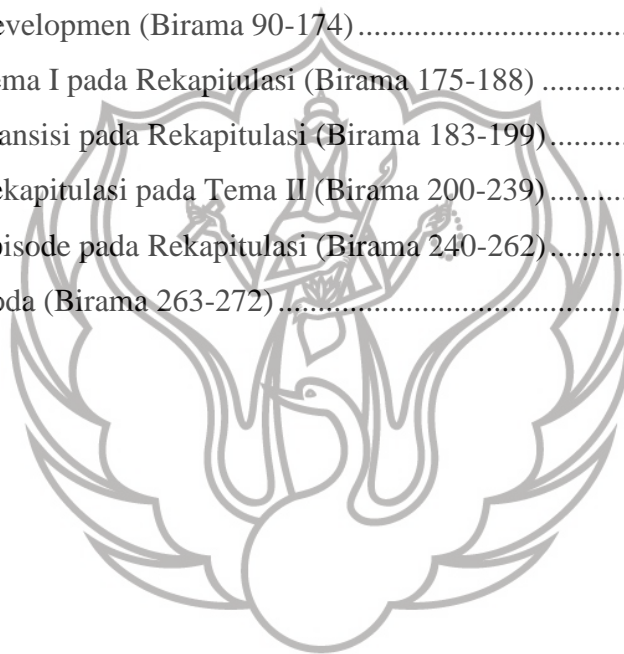 evelopmen (Birama 90-174)..............................
ema I pada Rekapitulasi (Birama 175-188) .........
ansisi pada Rekapitulasi (Birama 183-199)........
ekapitulasi pada Tema II (Birama 200-239)........
pisode pada Rekapitulasi (Birama 240-262)........
oda (Birama 263-272)......................................